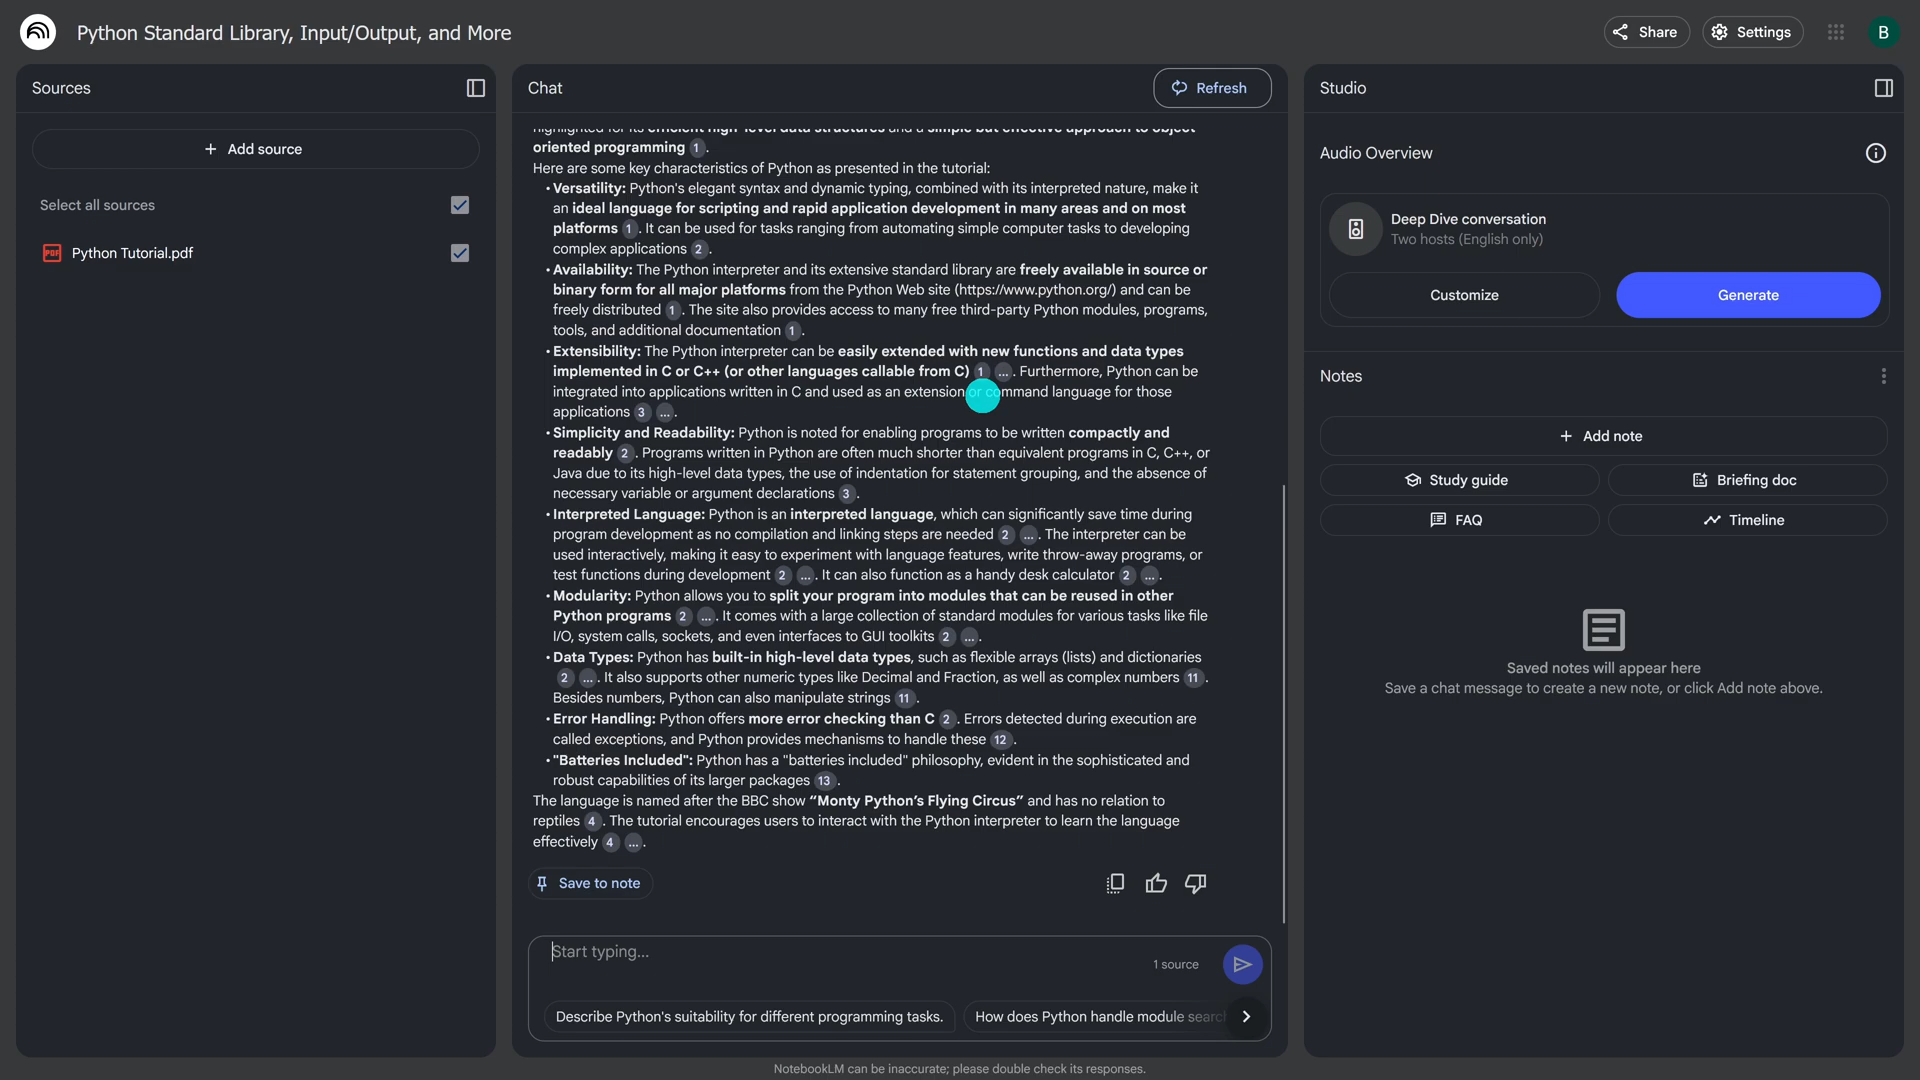 Python Standard Library, Input/Output, and More
Share
Settings
B
Sources
Add source
Select all sources
PDF
Python Tutorial.pdf
Chat
Refresh
highlighted for its efficient high-level data structures and a simple but effective approach to object
oriented programming 1.
Here are some key characteristics of Python as presented in the tutorial:
• Versatility: Python's elegant syntax and dynamic typing, combined with its interpreted nature, make it
an ideal language for scripting and rapid application development in many areas and on most
platforms 1. It can be used for tasks ranging from automating simple computer tasks to developing
complex applications 2.
• Availability: The Python interpreter and its extensive standard library are freely available in source or
binary form for all major platforms from the Python Web site (https://www.python.org/) and can be
freely distributed 1. The site also provides access to many free third-party Python modules, programs,
tools, and additional documentation 1.
• Extensibility: The Python interpreter can be easily extended with new functions and data types
implemented in C or C++ (or other languages callable from C) 1 .... Furthermore, Python can be
integrated into applications written in C and used as an extension or command language for those
applications 3 ....
• Simplicity and Readability: Python is noted for enabling programs to be written compactly and
readably 2. Programs written in Python are often much shorter than equivalent programs in C, C++, or
Java due to its high-level data types, the use of indentation for statement grouping, and the absence of
necessary variable or argument declarations 3.
• Interpreted Language: Python is an interpreted language, which can significantly save time during
program development as no compilation and linking steps are needed 2 .... The interpreter can be
used interactively, making it easy to experiment with language features, write throw-away programs, or
test functions during development 2 .... It can also function as a handy desk calculator 2 ....
• Modularity: Python allows you to split your program into modules that can be reused in other
Python programs 2 .... It comes with a large collection of standard modules for various tasks like file
I/O, system calls, sockets, and even interfaces to GUI toolkits 2 ....
• Data Types: Python has built-in high-level data types, such as flexible arrays (lists) and dictionaries
2 .... It also supports other numeric types like Decimal and Fraction, as well as complex numbers 11.
Besides numbers, Python can also manipulate strings 11.
• Error Handling: Python offers more error checking than C 2. Errors detected during execution are
called exceptions, and Python provides mechanisms to handle these 12.
• "Batteries Included": Python has a "batteries included" philosophy, evident in the sophisticated and
robust capabilities of its larger packages 13.
The language is named after the BBC show “Monty Python’s Flying Circus” and has no relation to
reptiles 4. The tutorial encourages users to interact with the Python interpreter to learn the language
effectively 4 ....
Save to note
Start typing...
1 source
Describe Python's suitability for different programming tasks.
How does Python handle module searc
Studio
Audio Overview
Deep Dive conversation
Two hosts (English only)
Customize
Generate
Notes
Add note
Study guide
Briefing doc
FAQ
Timeline
Saved notes will appear here
Save a chat message to create a new note, or click Add note above.
NotebookLM can be inaccurate; please double check its responses.